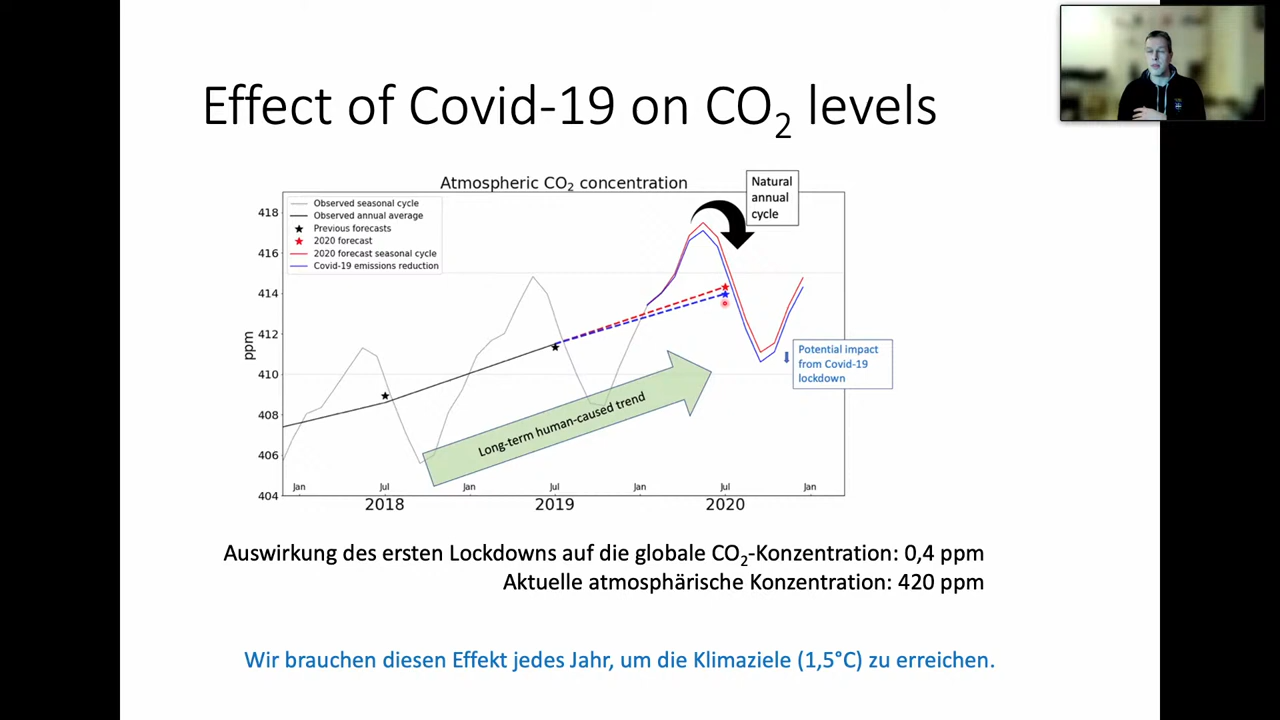 Effect of Covid-19 on CO₂ levels
Atmospheric CO₂ concentration
Natural
annual
cycle
Observed seasonal cycle
Observed annual average
Previous forecasts
2020 forecast
2020 forecast seasonal cycle
Covid-19 emissions reduction
418
416
414
412
410
408
406
404
ppm
Potential impact
from Covid-19
lockdown
Long-term human-caused trend
Jan Jul Jan Jul Jan Jul Jan
2018 2019 2020
Auswirkung des ersten Lockdowns auf die globale CO₂-Konzentration: 0,4 ppm
Aktuelle atmosphärische Konzentration: 420 ppm
Wir brauchen diesen Effekt jedes Jahr, um die Klimaziele (1,5°C) zu erreichen.